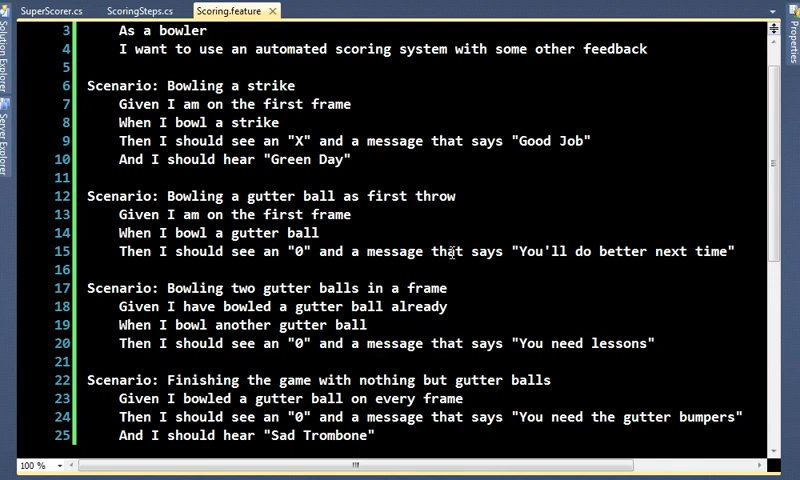 SuperScorer.cs ScoringSteps.cs Scoring.feature
Solution Explorer
Server Explorer
Properties
3 As a bowler
4 I want to use an automated scoring system with some other feedback
5
6 Scenario: Bowling a strike
7 Given I am on the first frame
8 When I bowl a strike
9 Then I should see an "X" and a message that says "Good Job"
10 And I should hear "Green Day"
11
12 Scenario: Bowling a gutter ball as first throw
13 Given I am on the first frame
14 When I bowl a gutter ball
15 Then I should see an "0" and a message that says "You'll do better next time"
16
17 Scenario: Bowling two gutter balls in a frame
18 Given I have bowled a gutter ball already
19 When I bowl another gutter ball
20 Then I should see an "0" and a message that says "You need lessons"
21
22 Scenario: Finishing the game with nothing but gutter balls
23 Given I bowled a gutter ball on every frame
24 Then I should see an "0" and a message that says "You need the gutter bumpers"
25 And I should hear "Sad Trombone"
100 %